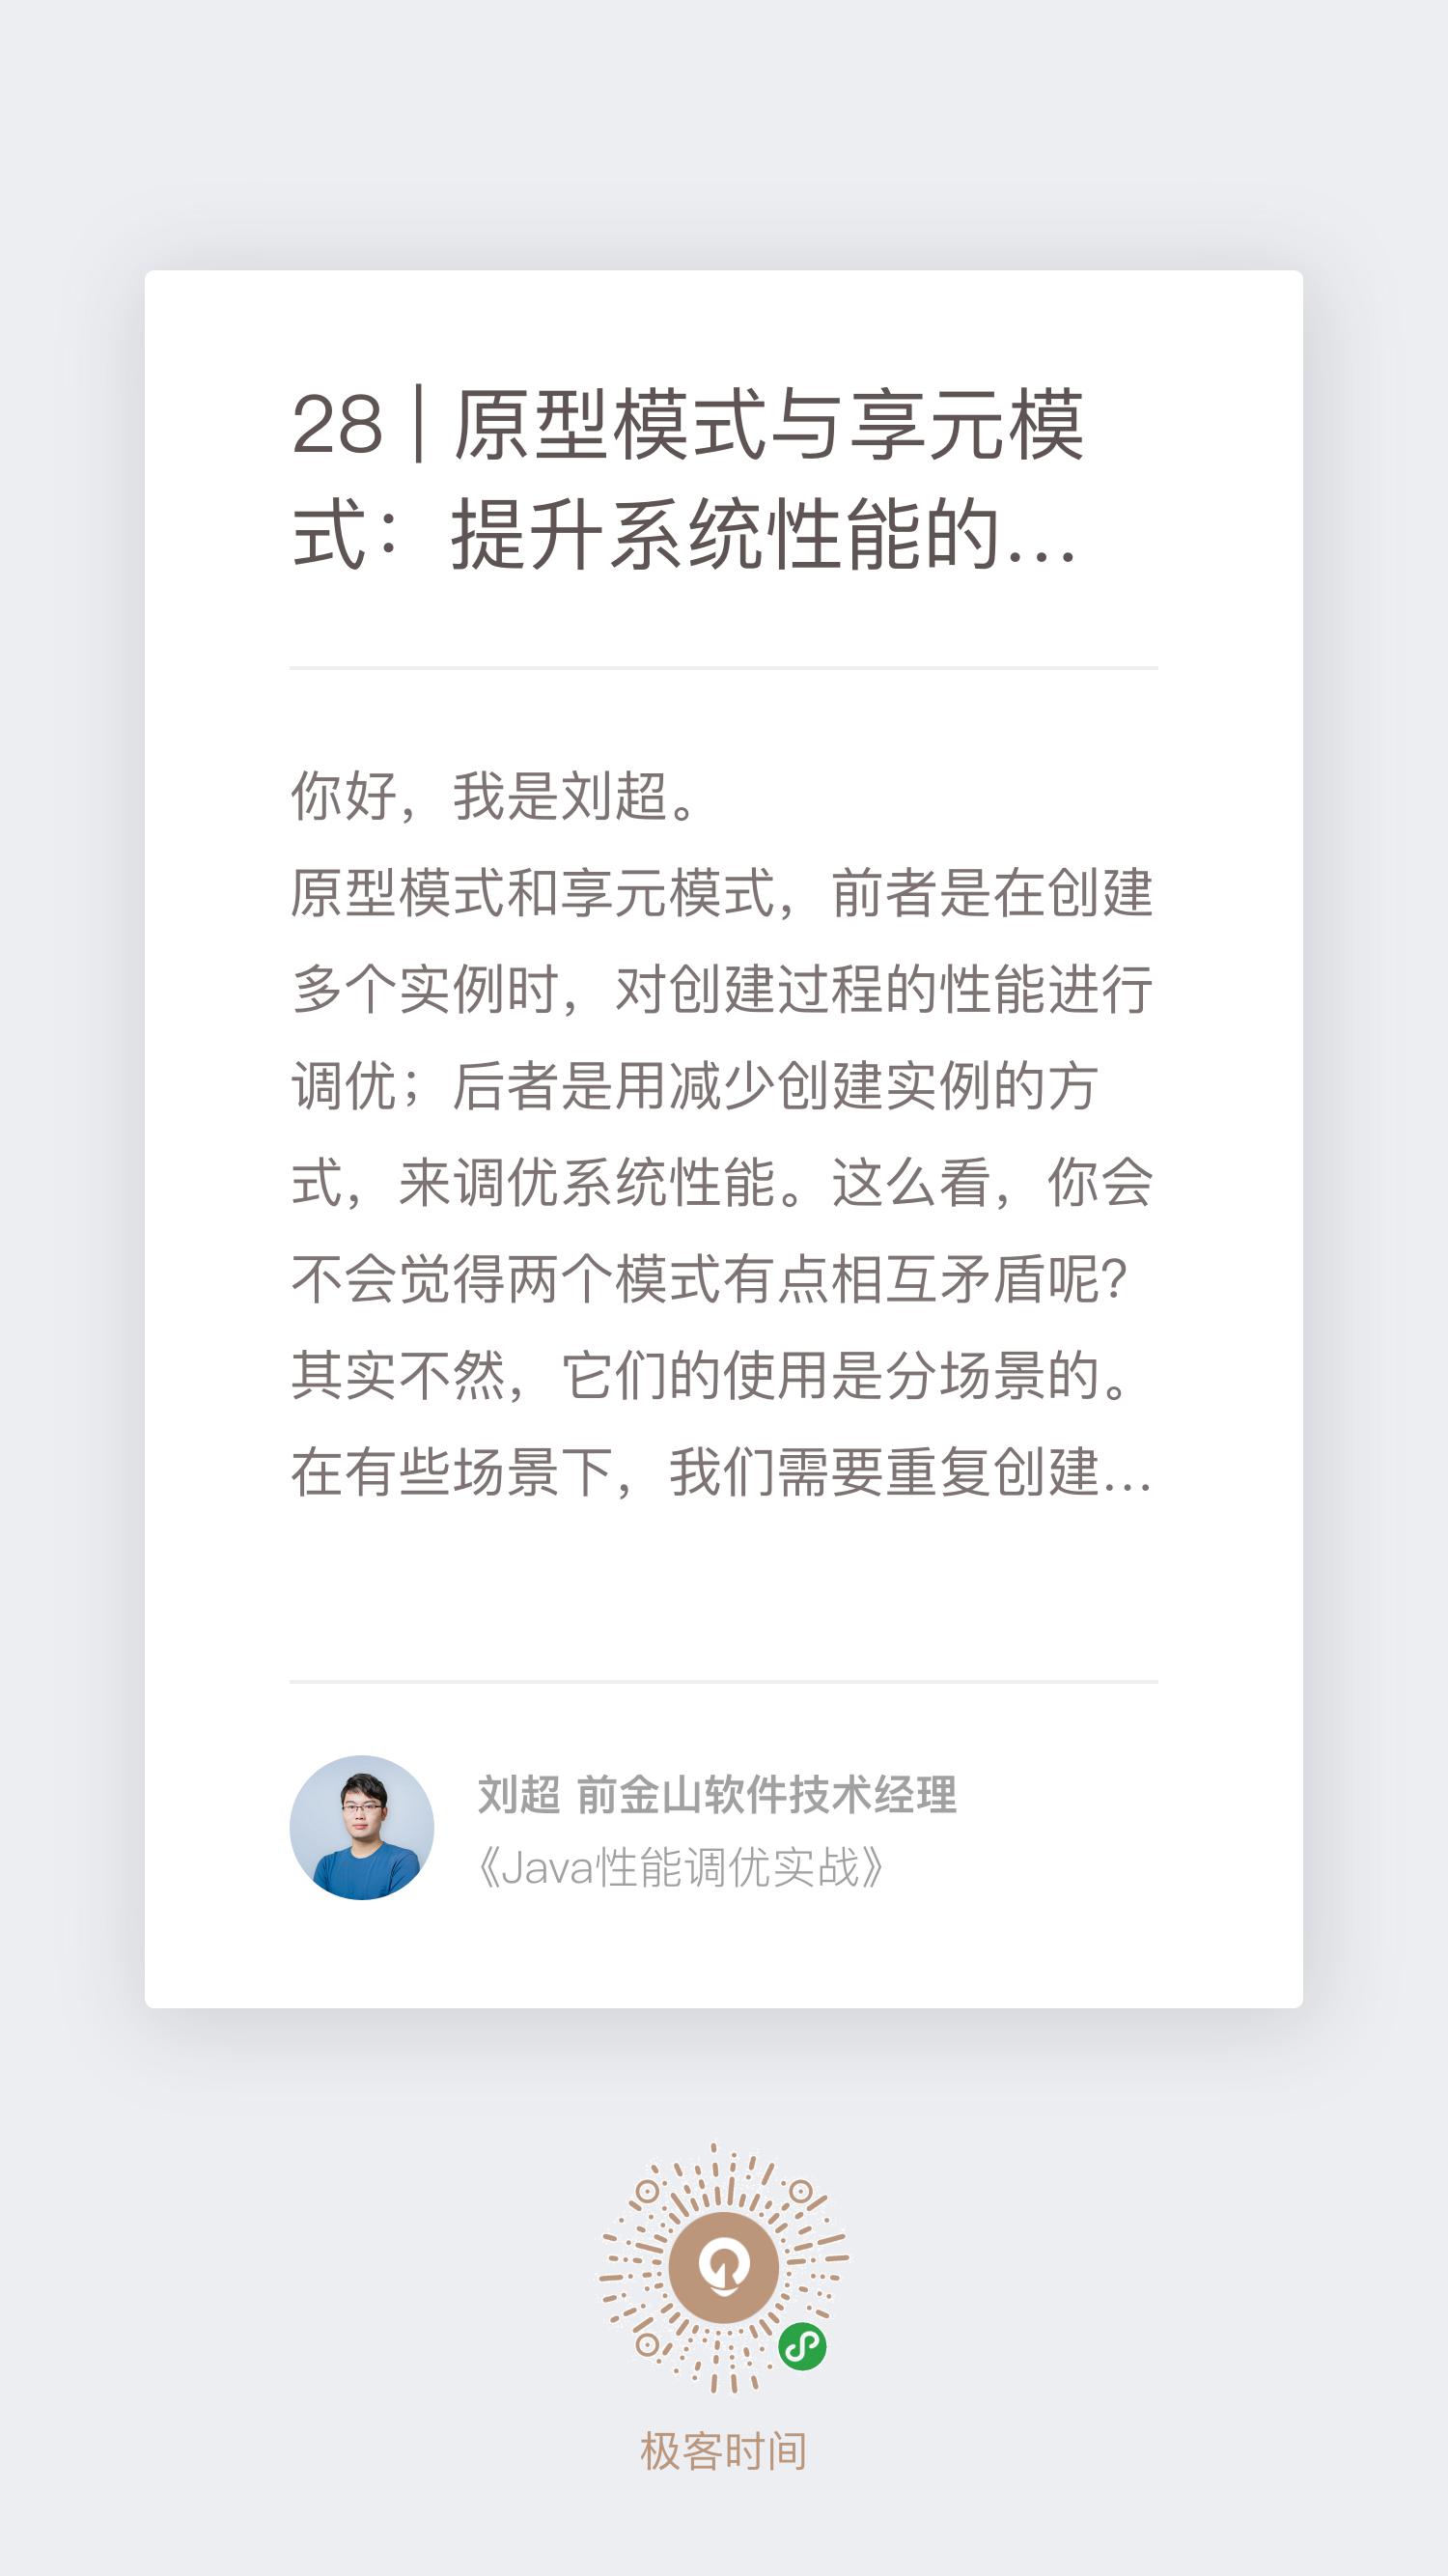 28 | 原型模式与享元模
式：提升系统性能的...
你好，我是刘超。
原型模式和享元模式，前者是在创建
多个实例时，对创建过程的性能进行
调优；后者是用减少创建实例的方
式，来调优系统性能。这么看，你会
不会觉得两个模式有点相互矛盾呢？
其实不然，它们的使用是分场景的。
在有些场景下，我们需要重复创建...
刘超 前金山软件技术经理
《Java性能调优实战》
极客时间